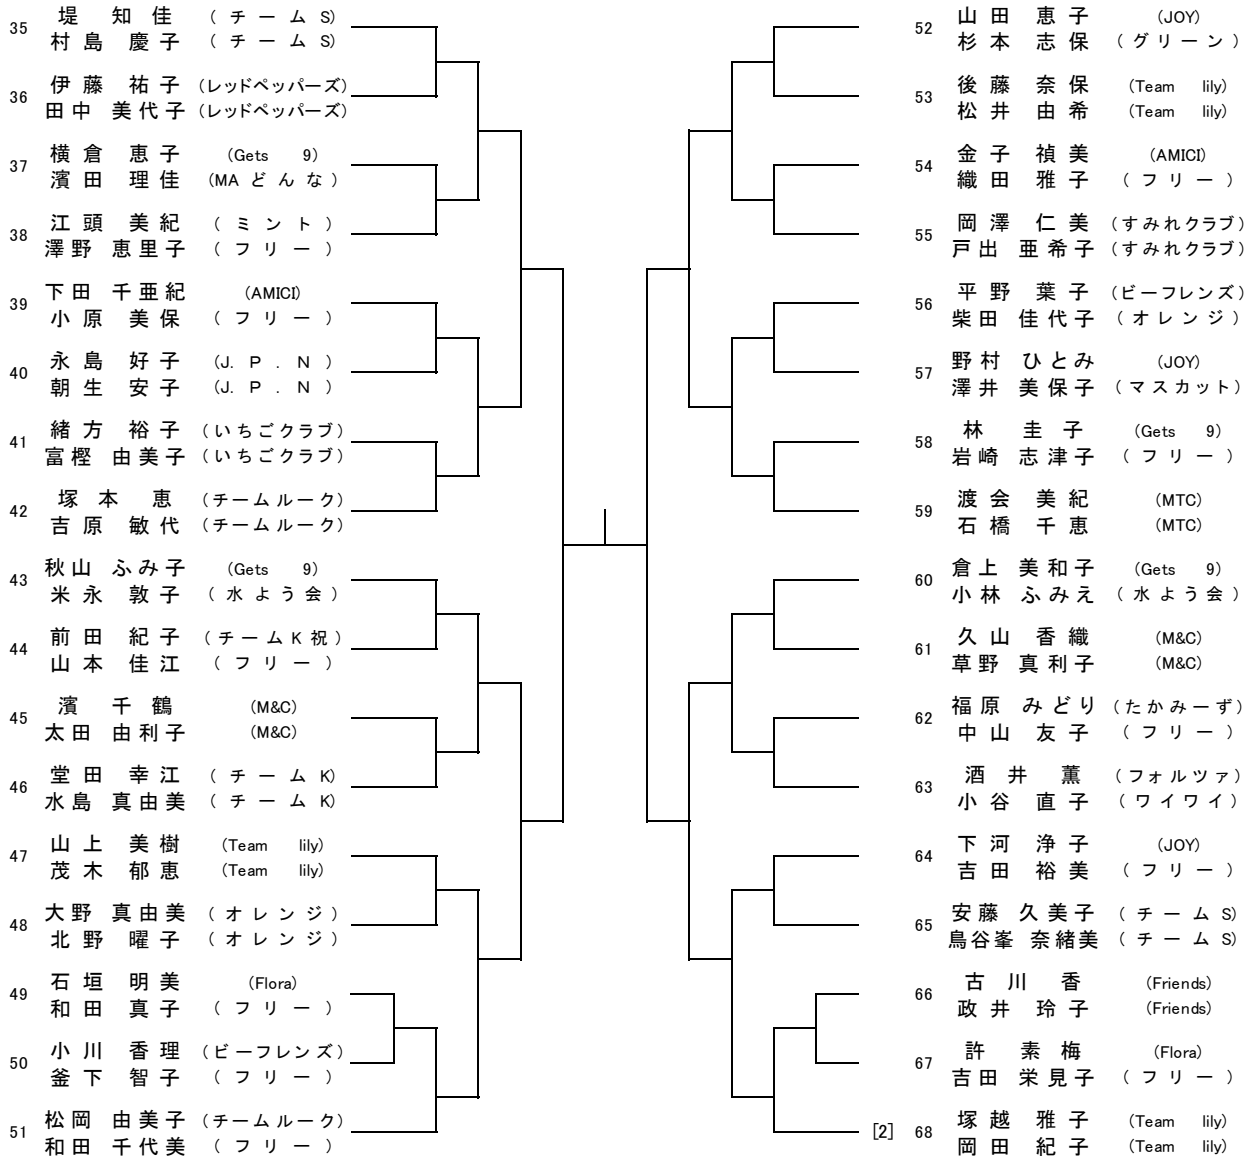 35 堤 知佳 (チームS)
村島 慶子 (チームS)
36 伊藤 祐子 (レッドペッパーズ)
田中 美代子 (レッドペッパーズ)
37 横倉 恵子 (Gets 9)
濱田 理佳 (MAどんな)
38 江頭 美紀 (ミント)
澤野 恵里子 (フリー)
39 下田 千亜紀 (AMICI)
小原 美保 (フリー)
40 永島 好子 (J.P.N)
朝生 安子 (J.P.N)
41 緒方 裕子 (いちごクラブ)
富樫 由美子 (いちごクラブ)
42 塚本 恵 (チームルーク)
吉原 敏代 (チームルーク)
43 秋山 ふみ子 (Gets 9)
米永 敦子 (水よう会)
44 前田 紀子 (チームK祝)
山本 佳江 (フリー)
45 濱 千鶴 (M&C)
太田 由利子 (M&C)
46 堂田 幸江 (チームK)
水島 真由美 (チームK)
47 山上 美樹 (Team lily)
茂木 郁恵 (Team lily)
48 大野 真由美 (オレンジ)
北野 曜子 (オレンジ)
49 石垣 明美 (Flora)
和田 真子 (フリー)
50 小川 香理 (ビーフレンズ)
釜下 智子 (フリー)
51 松岡 由美子 (チームルーク)
和田 千代美 (フリー)
52 山田 恵子 (JOY)
杉本 志保 (グリーン)
53 後藤 奈保 (Team lily)
松井 由希 (Team lily)
54 金子 禎美 (AMICI)
織田 雅子 (フリー)
55 岡澤 仁美 (すみれクラブ)
戸出 亜希子 (すみれクラブ)
56 平野 葉子 (ビーフレンズ)
柴田 佳代子 (オレンジ)
57 野村 ひとみ (JOY)
澤井 美保子 (マスカット)
58 林 圭子 (Gets 9)
岩崎 志津子 (フリー)
59 渡会 美紀 (MTC)
石橋 千恵 (MTC)
60 倉上 美和子 (Gets 9)
小林 ふみえ (水よう会)
61 久山 香織 (M&C)
草野 真利子 (M&C)
62 福原 みどり (たかみーず)
中山 友子 (フリー)
63 酒井 薫 (フォルツァ)
小谷 直子 (ワイワイ)
64 下河 浄子 (JOY)
吉田 裕美 (フリー)
65 安藤 久美子 (チームS)
鳥谷峯 奈緒美 (チームS)
66 古川 香 (Friends)
政井 玲子 (Friends)
67 許 素梅 (Flora)
吉田 栄見子 (フリー)
[2] 68 塚越 雅子 (Team lily)
岡田 紀子 (Team lily)